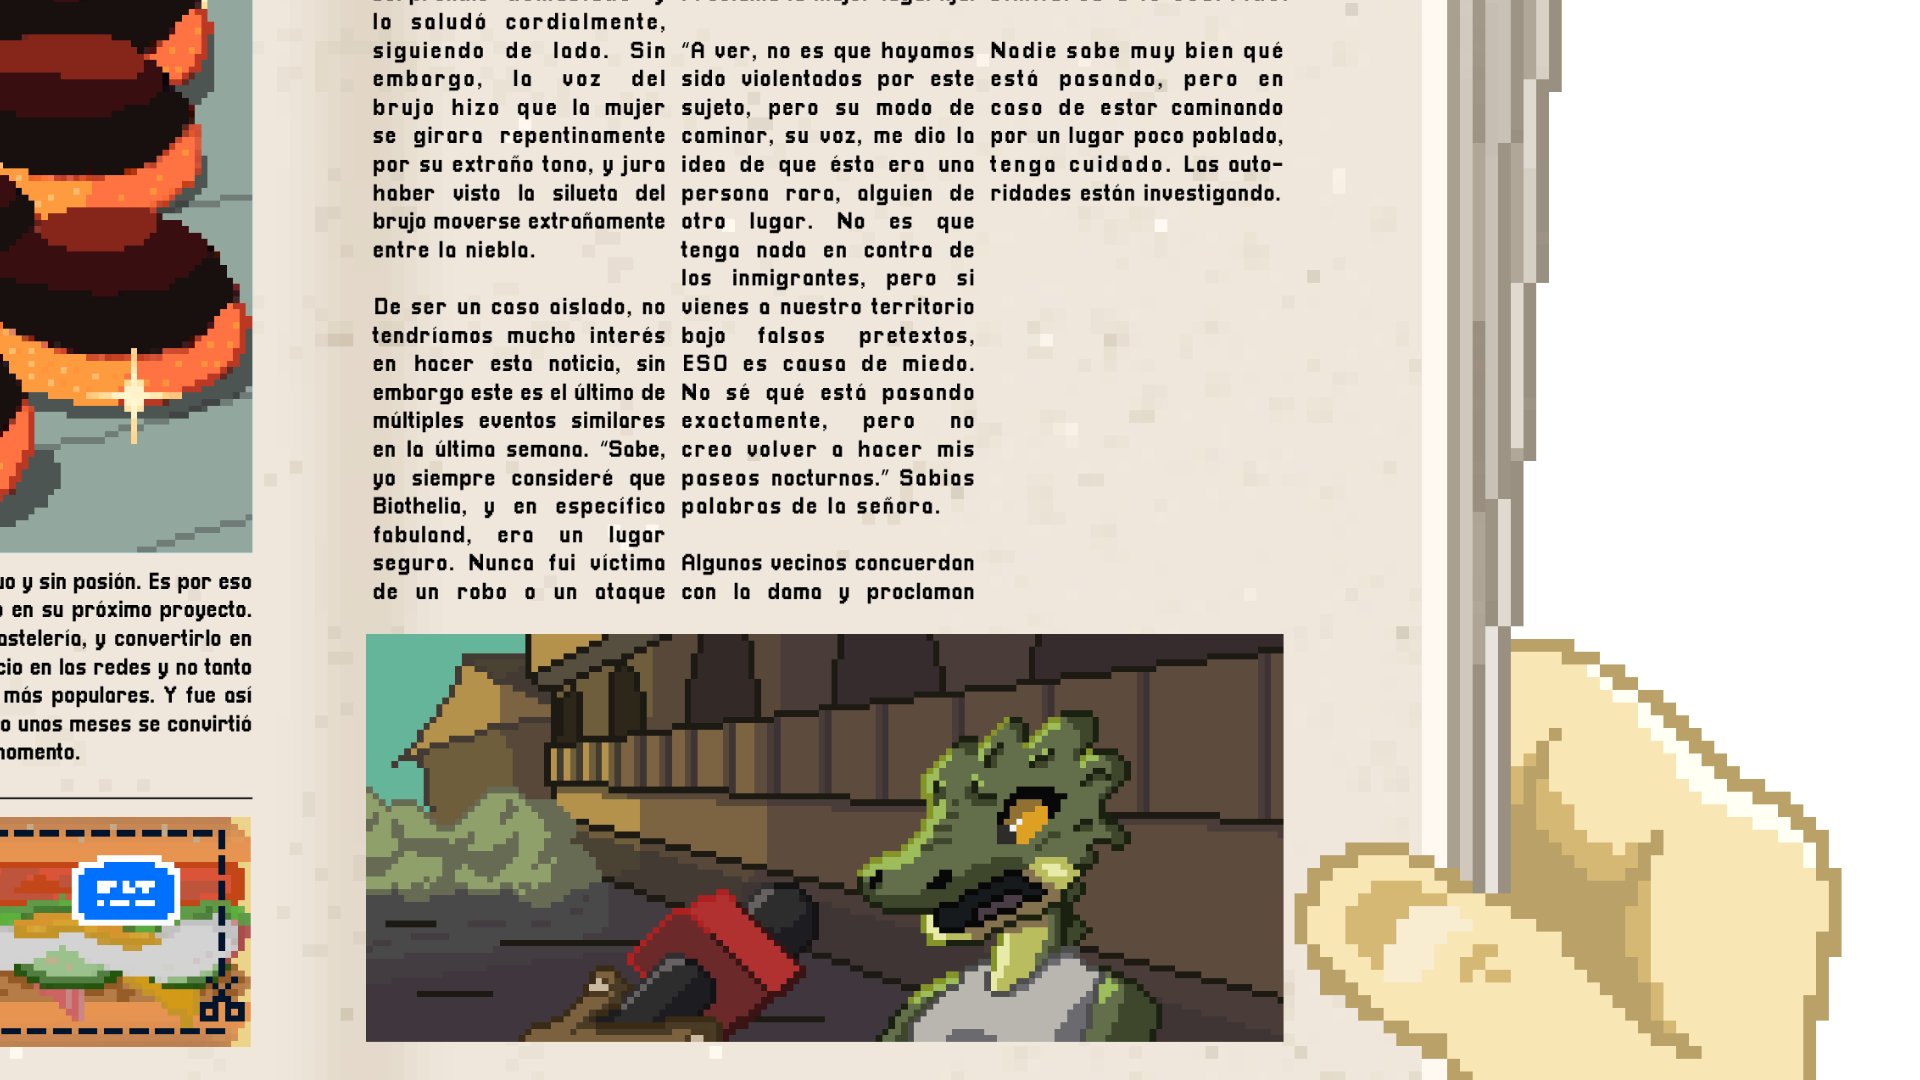 lo saludó cordialmente,
siguiendo de lado. Sin
embargo, la voz del
brujo hizo que la mujer
se girara repentinamente
por su extraño tono, y jura
haber visto la silueta del
brujo moverse extrañamente
entre la niebla.
De ser un caso aislado, no
tendríamos mucho interés
en hacer esta noticia, sin
embargo este es el último de
múltiples eventos similares
en la última semana. "Sabe,
yo siempre consideré que
Biothelia, y en específico
fabuland, era un lugar
seguro. Nunca fui víctima
de un robo o un ataque
"A ver, no es que hayamos
sido violentados por este
sujeto, pero su modo de
caminar, su voz, me dio la
idea de que ésta era una
persona rara, alguien de
otro lugar. No es que
tenga nada en contra de
los inmigrantes, pero si
vienes a nuestro territorio
bajo falsos pretextos,
ESO es causa de miedo.
No sé qué está pasando
exactamente, pero no
creo volver a hacer mis
paseos nocturnos." Sabias
palabras de la señora.
Algunos vecinos concuerdan
con la dama y proclaman
Nadie sabe muy bien qué
está pasando, pero en
caso de estar caminando
por un lugar poco poblado,
tenga cuidado. Las auto-
ridades están investigando.
uo y sin pasión. Es por eso
o en su próximo proyecto.
astelería, y convertirlo en
cio en las redes y no tanto
más populares. Y fue así
o unos meses se convirtió
momento.